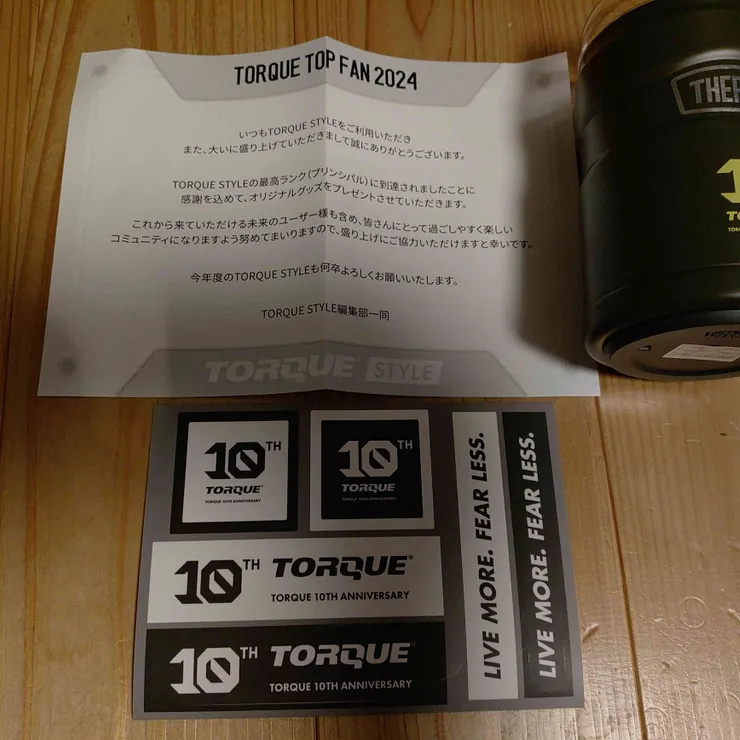 TORQUE TOP FAN 2024
いつもTORQUE STYLEをご利用いただき
また、大いに盛り上げていただきまして誠にありがとうございます。
TORQUE STYLEの最高ランク(プリンシパル)に到達されましたことに
感謝を込めて、オリジナルグッズをプレゼントさせていただきます。
これから来ていただける未来のユーザー様も含め、皆さんにとって過ごしやすく楽しい
コミュニティになりますよう努めてまいりますので、盛り上げにご協力いただけますと幸いです。
今年度のTORQUE STYLEも何卒よろしくお願いいたします。
TORQUE STYLE編集部一同
TORQUE STYLE
THER
10
10TH
TORQUE
TORQUE 10TH ANNIVERSARY
10TH
TORQUE
TORQUE 10TH ANNIVERSARY
10TH TORQUE®
TORQUE 10TH ANNIVERSARY
10TH TORQUE®
TORQUE 10TH ANNIVERSARY
LIVE MORE. FEAR LESS.
LIVE MORE. FEAR LESS.